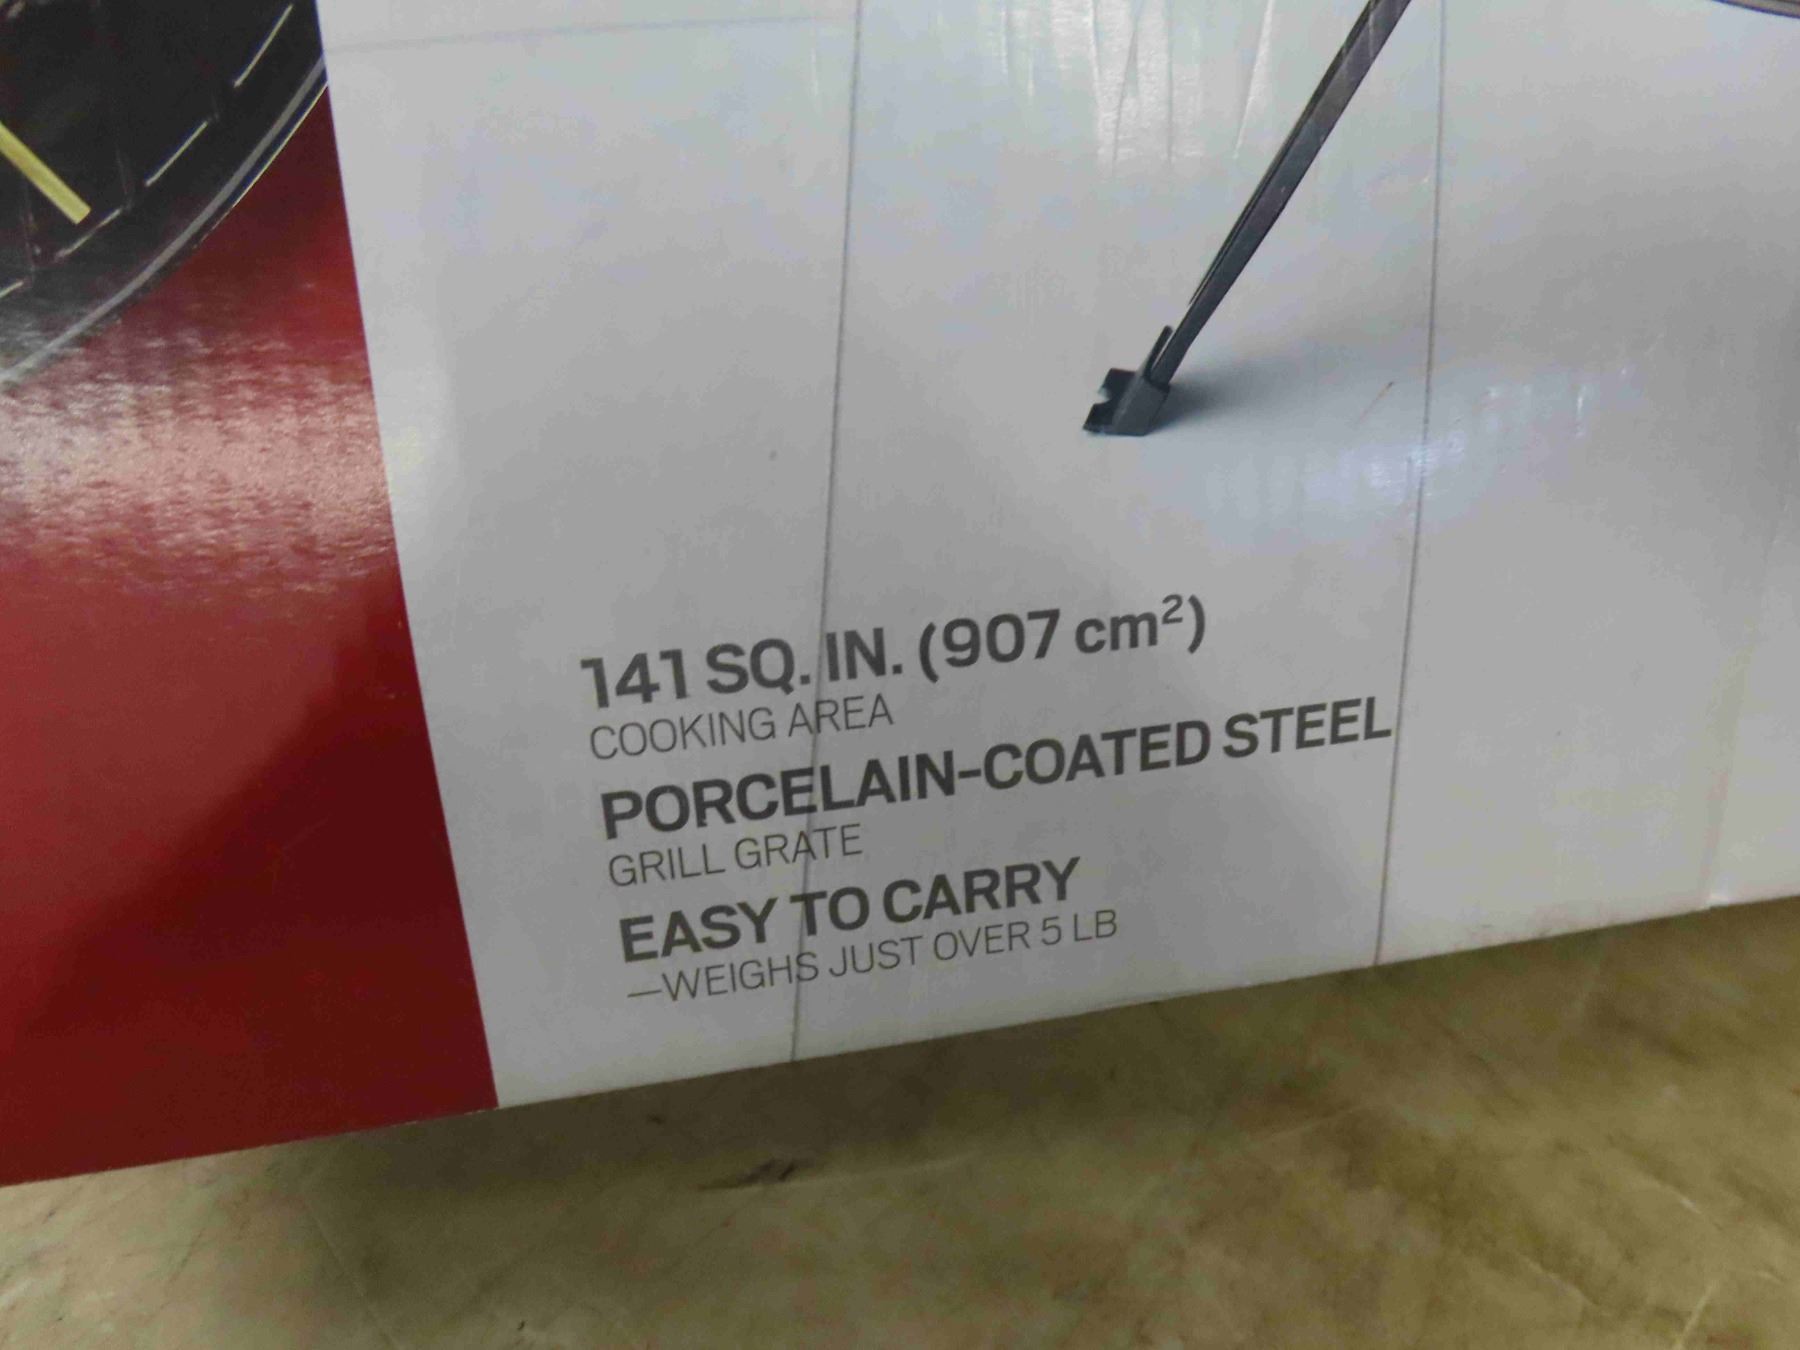 141 SQ. IN. (907 cm²)
COOKING AREA
PORCELAIN-COATED STEEL
GRILL GRATE
EASY TO CARRY
—WEIGHS JUST OVER 5 LB